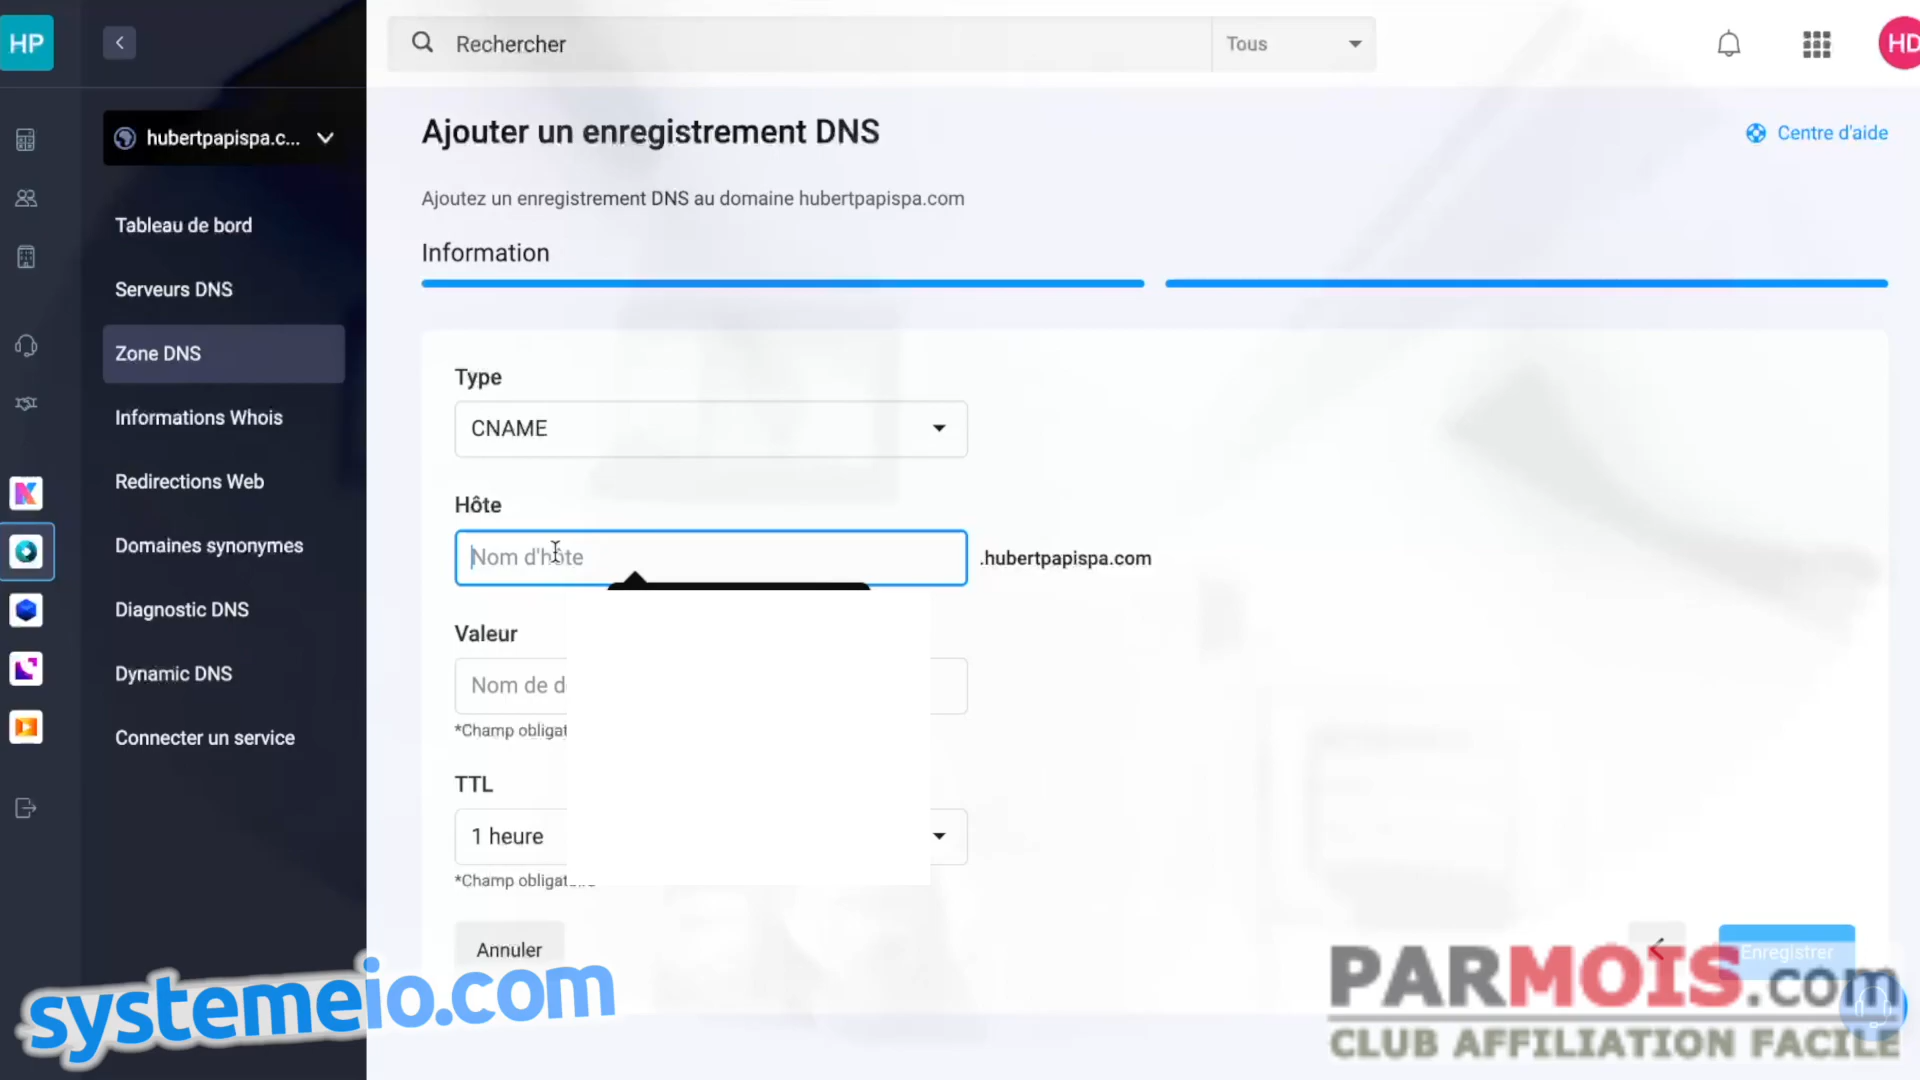 HP
Rechercher
Tous
HD
hubertpapispa.c...
Ajouter un enregistrement DNS
Centre d'aide
Ajoutez un enregistrement DNS au domaine hubertpapispa.com
Tableau de bord
Information
Serveurs DNS
Zone DNS
Type
Informations Whois
CNAME
Redirections Web
Hôte
Domaines synonymes
Nom d'hôte
.hubertpapispa.com
Diagnostic DNS
Valeur
Dynamic DNS
Nom de d
*Champ obligat
Connecter un service
TTL
1 heure
*Champ obligat
Annuler
Enregistrer
systemeio.com
PARMOIS.com
CLUB AFFILIATION FACILE